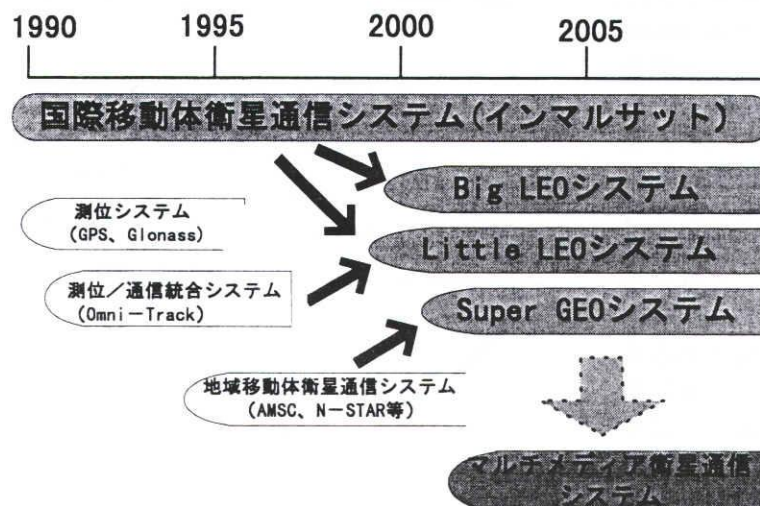 1990 1995 2000 2005
国際移動体衛星通信システム(インマルサット)
Big LEOシステム
測位システム
(GPS、Glonass)
Little LEOシステム
測位/通信統合システム
(Omni-Track)
Super GEOシステム
地域移動体衛星通信システム
(AMSC、N-STAR等)
マルチメディア衛星通信
システム